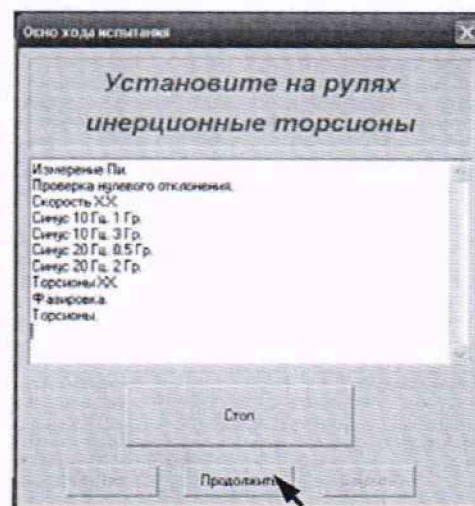 Окно хода испытания
Установите на рулях
инерционные торсионы
Измерение Пи.
Проверка нулевого отклонения.
Скорость ХХ.
Синус 10 Гц, 1 Гр.
Синус 10 Гц, 3 Гр.
Синус 20 Гц, 0.5 Гр.
Синус 20 Гц, 2 Гр.
Торсионы ХХ.
Фазировка.
Торсионы.
Стоп
Продолжить